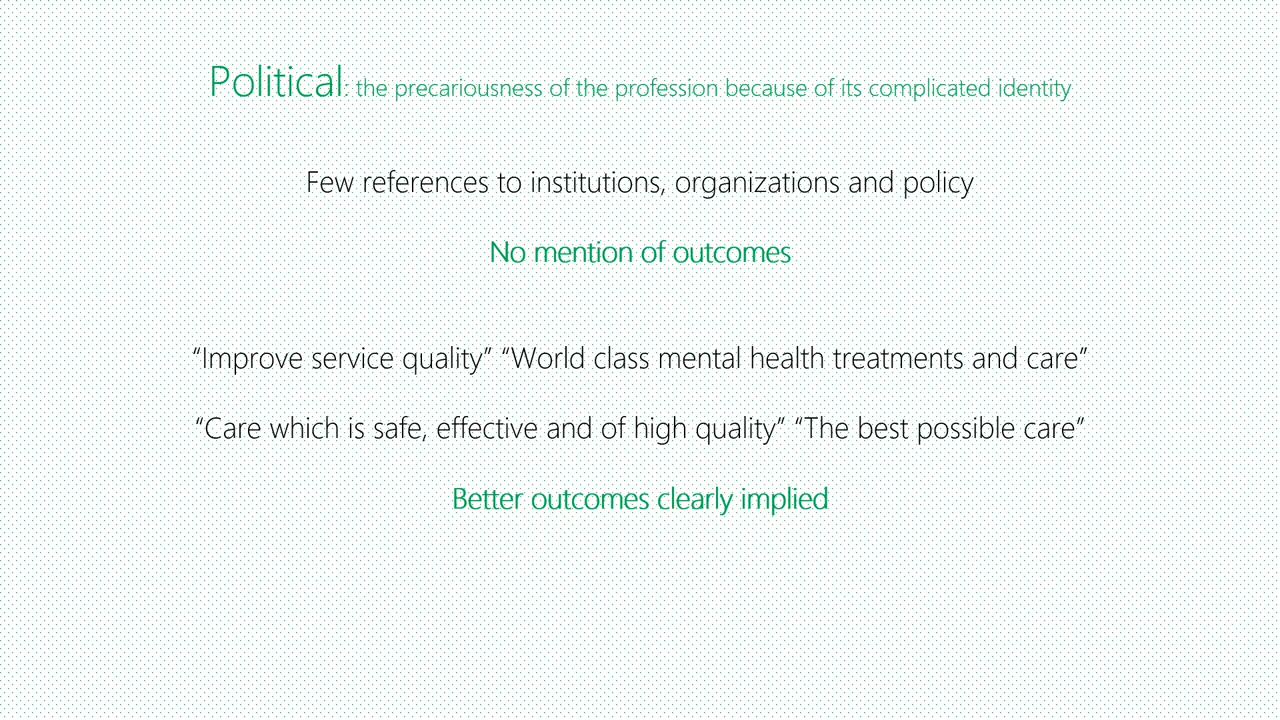 Political: the precariousness of the profession because of its complicated identity
Few references to institutions, organizations and policy
No mention of outcomes
“Improve service quality” “World class mental health treatments and care”
“Care which is safe, effective and of high quality” “The best possible care”
Better outcomes clearly implied